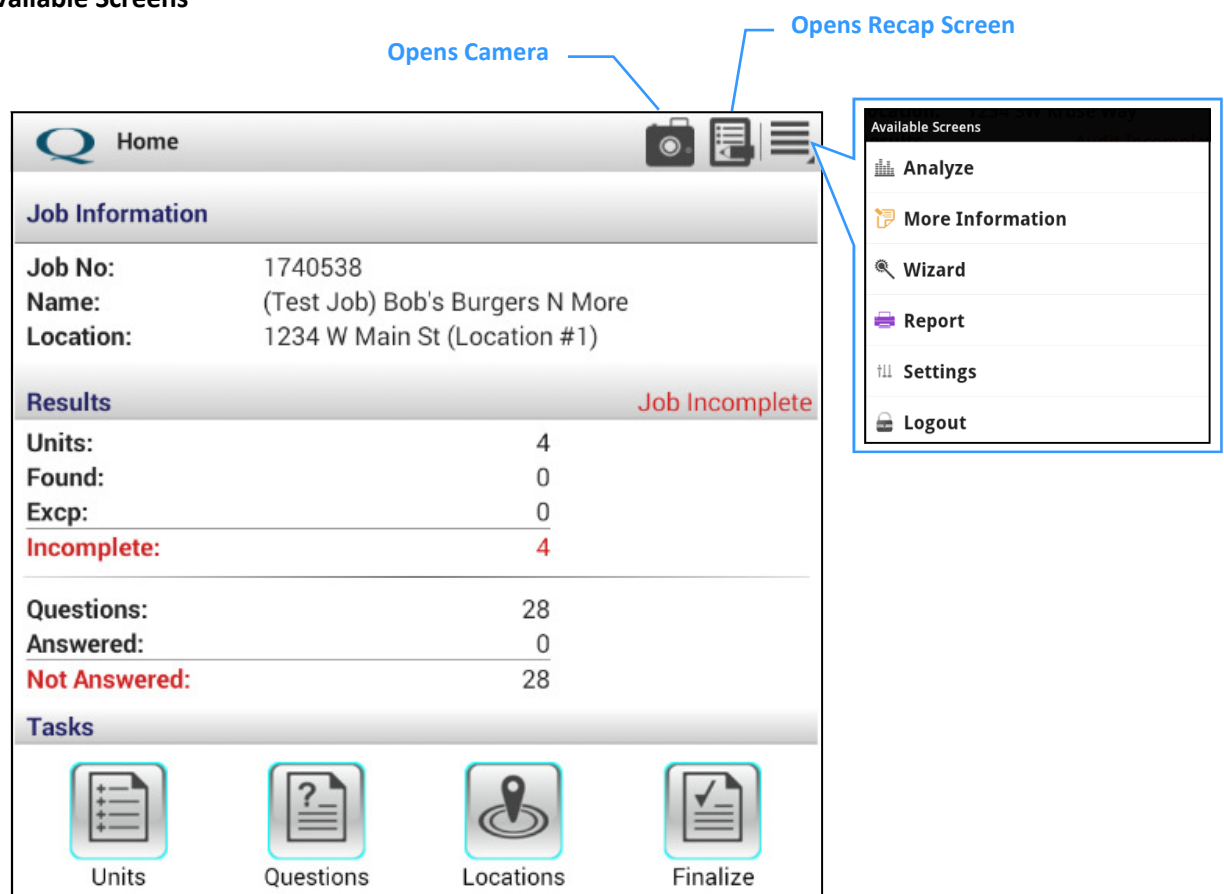 Available Screens
Opens Recap Screen
Opens Camera
Home
Job Information
Job No: 1740538
Name: (Test Job) Bob's Burgers N More
Location: 1234 W Main St (Location #1)
Results Job Incomplete
Units: 4
Found: 0
Excp: 0
Incomplete: 4
Questions: 28
Answered: 0
Not Answered: 28
Tasks
Units Questions Locations Finalize
Available Screens
Analyze
More Information
Wizard
Report
Settings
Logout